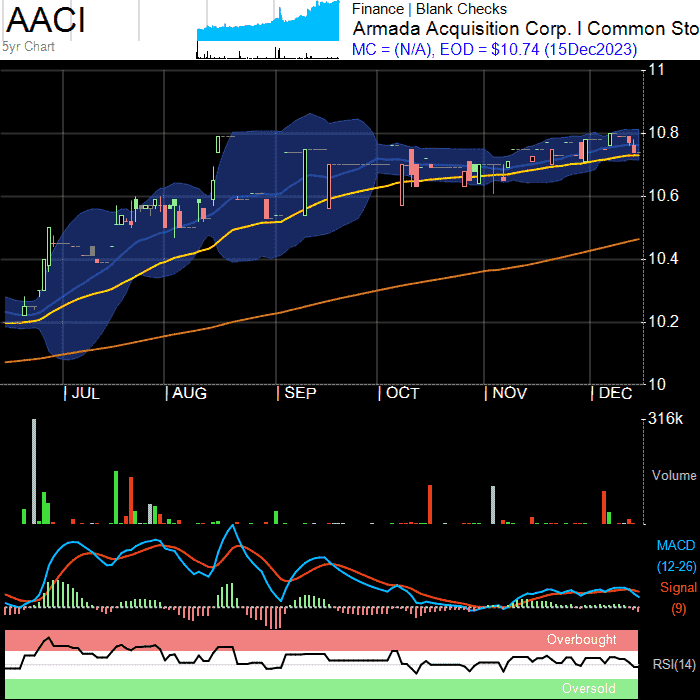 AACI
5yr Chart
Finance | Blank Checks
Armada Acquisition Corp. I Common Sto
MC = (N/A), EOD = $10.74 (15Dec2023)
11
10.8
10.6
10.4
10.2
10
| JUL | AUG | SEP | OCT | NOV | DEC
316k
Volume
MACD
(12-26)
Signal
(9)
Overbought
RSI(14)
Oversold